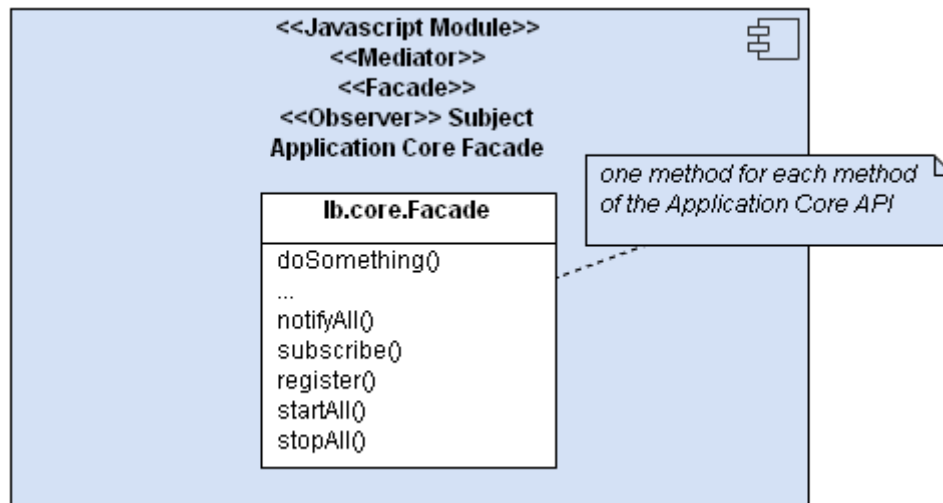 <<Javascript Module>>
<<Mediator>>
<<Facade>>
<<Observer>> Subject
Application Core Facade
one method for each method
of the Application Core API
lb.core.Facade
doSomething()
...
notifyAll()
subscribe()
register()
startAll()
stopAll()